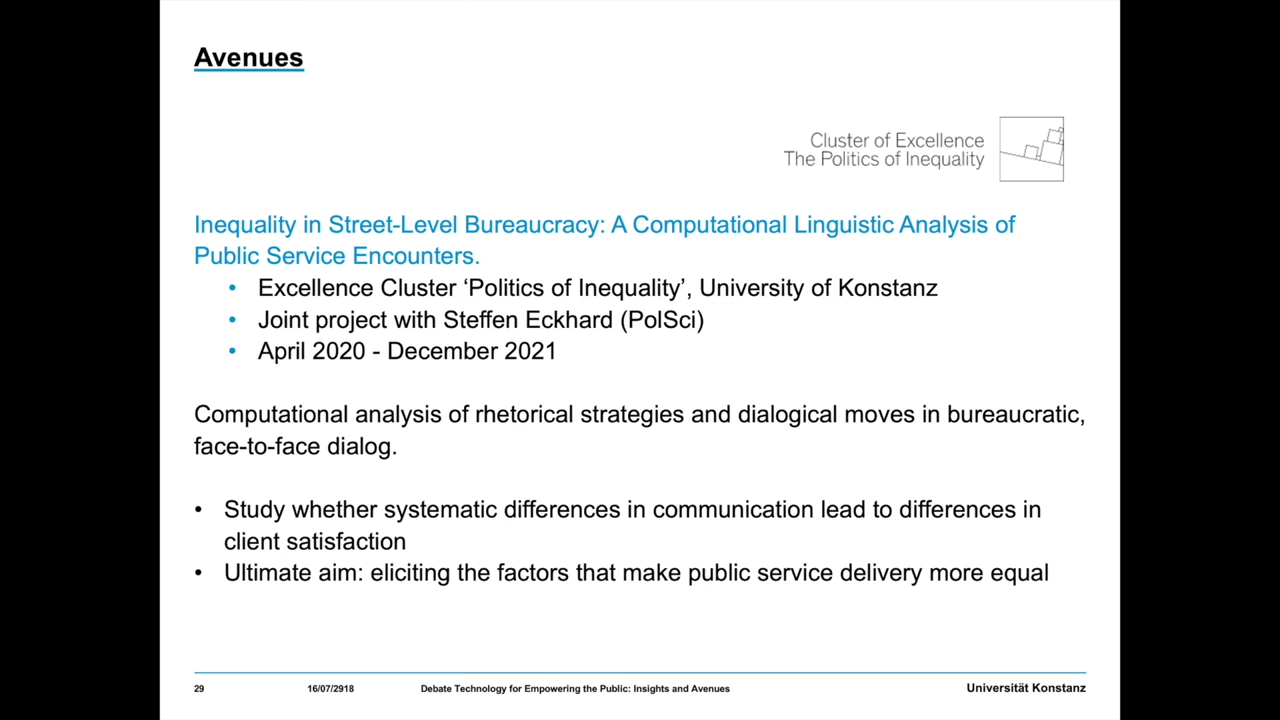 Avenues
Cluster of Excellence
The Politics of Inequality
Inequality in Street-Level Bureaucracy: A Computational Linguistic Analysis of
Public Service Encounters.
• Excellence Cluster ‘Politics of Inequality’, University of Konstanz
• Joint project with Steffen Eckhard (PolSci)
• April 2020 - December 2021
Computational analysis of rhetorical strategies and dialogical moves in bureaucratic,
face-to-face dialog.
• Study whether systematic differences in communication lead to differences in
client satisfaction
• Ultimate aim: eliciting the factors that make public service delivery more equal
29 16/07/2918 Debate Technology for Empowering the Public: Insights and Avenues Universität Konstanz